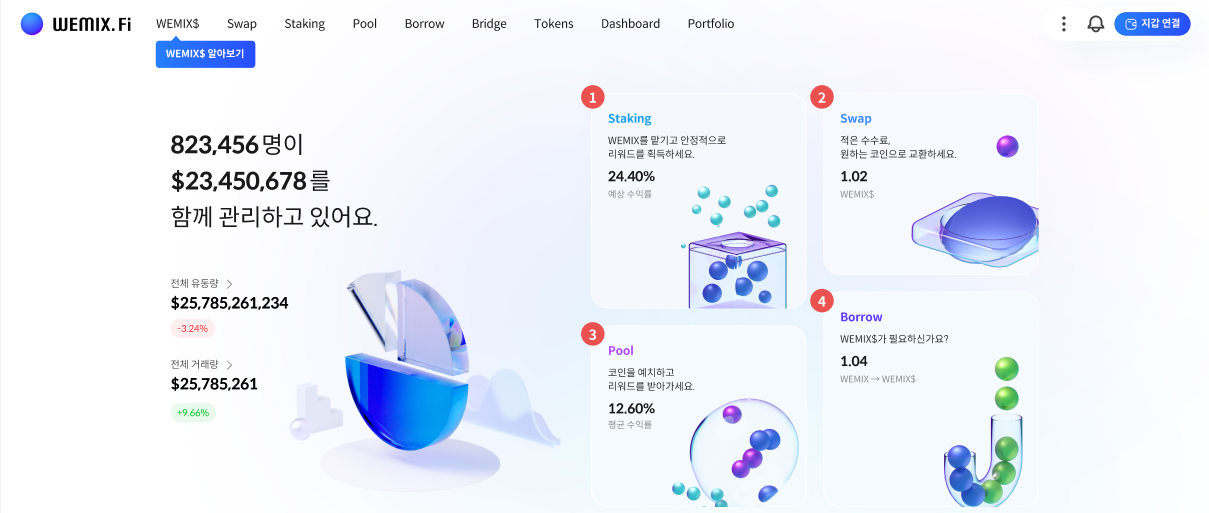 WEMIX.Fi
WEMIX$ Swap Staking Pool Borrow Bridge Tokens Dashboard Portfolio
지갑 연결
WEMIX$ 알아보기
823,456 명이
$23,450,678 를
함께 관리하고 있어요.
전체 유동량
$25,785,261,234
-3.24%
전체 거래량
$25,785,261
+9.66%
1
Staking
WEMIX를 맡기고 안정적으로
리워드를 획득하세요.
24.40%
예상 수익률
2
Swap
적은 수수료,
원하는 코인으로 교환하세요.
1.02
WEMIX$
3
Pool
코인을 예치하고
리워드를 받아가세요.
12.60%
평균 수익률
4
Borrow
WEMIX$가 필요하신가요?
1.04
WEMIX → WEMIX$